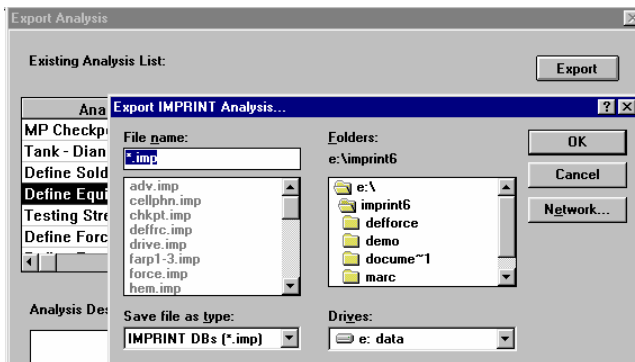 Export Analysis
Existing Analysis List:
Export
Ana
MP Checkp
Tank - Dian
Define Sold
Define Equi
Testing Stre
Define Forc
Analysis Des
Export IMPRINT Analysis...
File name:
*.imp
adv.imp
cellphn.imp
chkpt.imp
deffrc.imp
drive.imp
farp1-3.imp
force.imp
hem.imp
Save file as type:
IMPRINT DBs (*.imp)
Folders:
e:\imprint6
e:\
imprint6
defforce
demo
docume~1
marc
Drives:
e: data
OK
Cancel
Network...